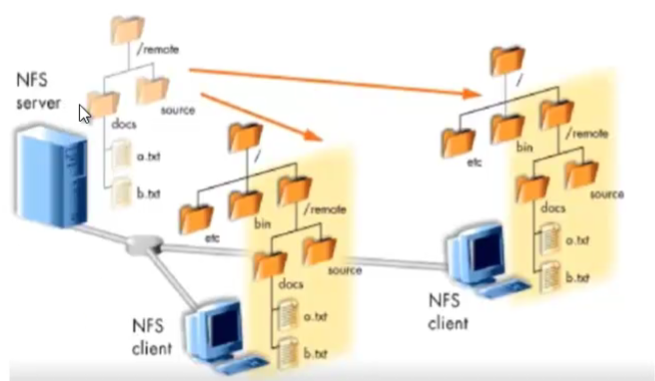 NFS
server
/remote
docs
source
a.txt
b.txt
/
etc
bin
/remote
docs
source
a.txt
b.txt
NFS
client
/
etc
bin
/remote
docs
source
a.txt
b.txt
NFS
client